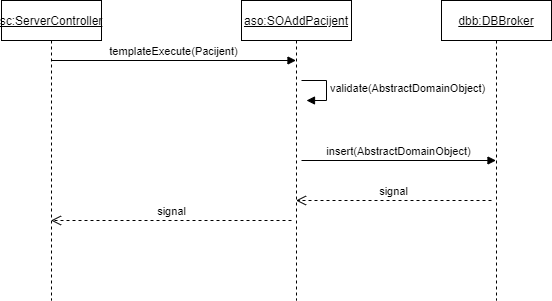 sc:ServerController
aso:SOAddPacijent
dbb:DBBroker
templateExecute(Pacijent)
validate(AbstractDomainObject)
insert(AbstractDomainObject)
signal
signal